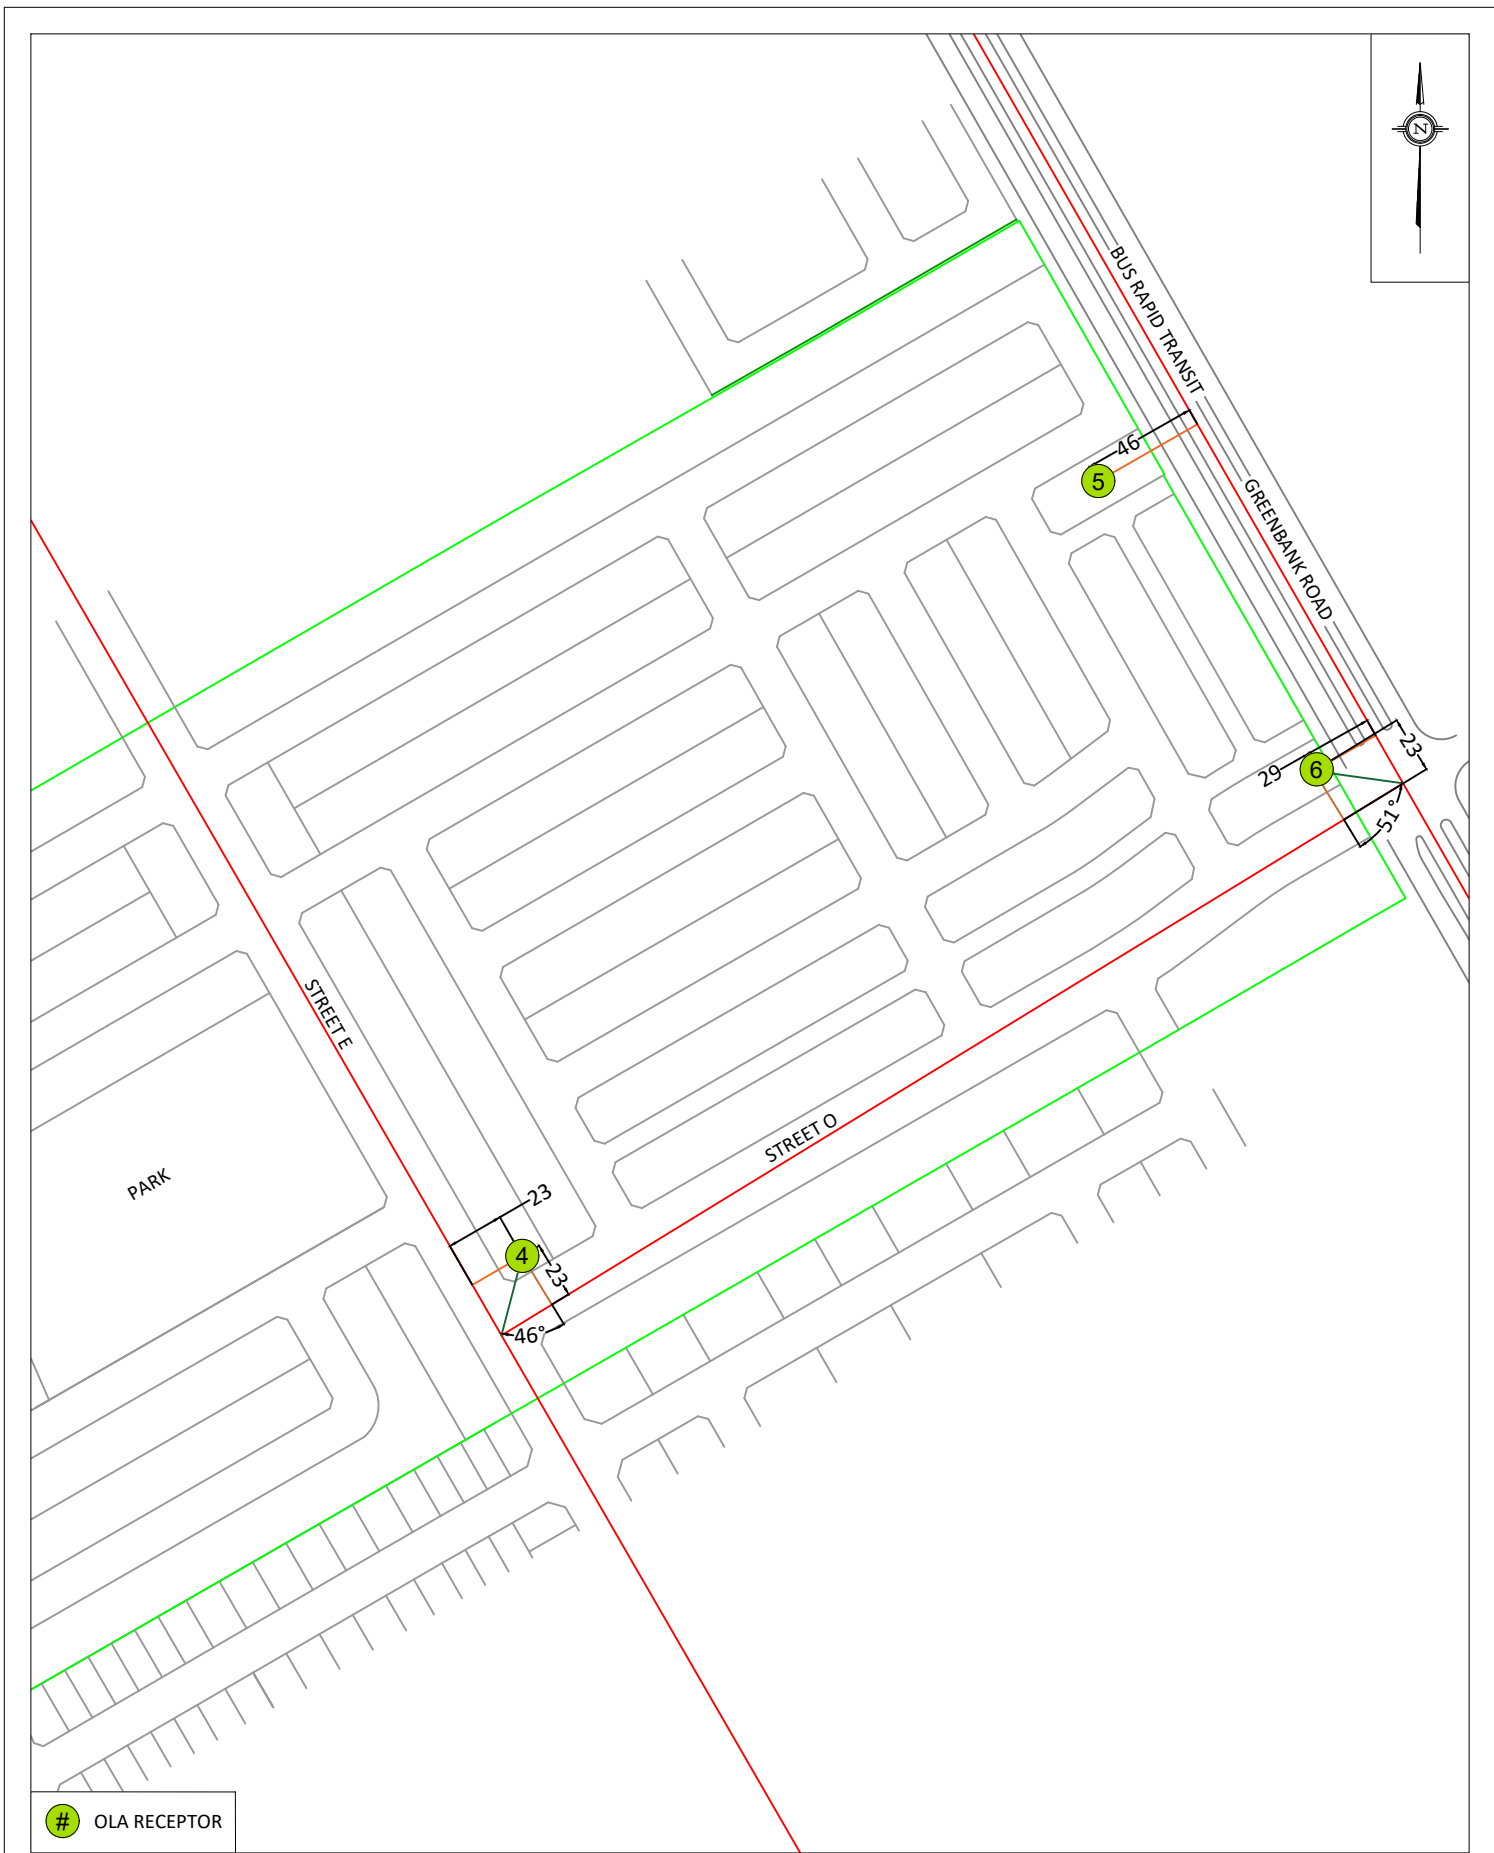 N
BUS RAPID TRANSIT
46
5
GREENBANK ROAD
23
29
6
51°
STREET E
STREET O
PARK
23
4
23
46°
# OLA RECEPTOR